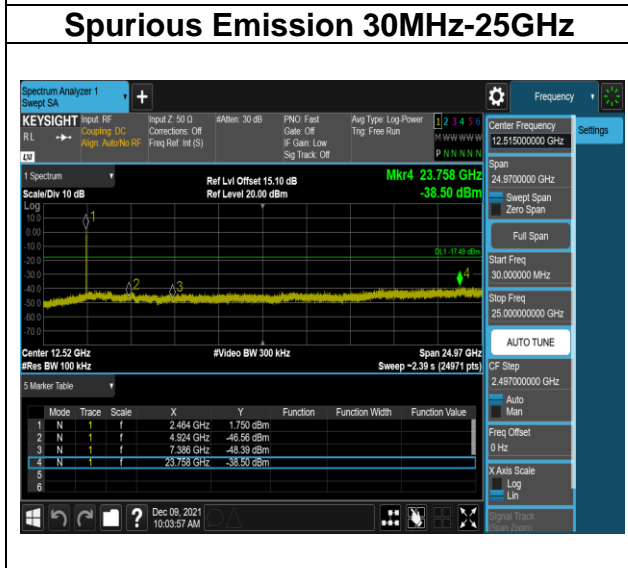 Spurious Emission 30MHz-25GHz
Spectrum Analyzer 1
Swept SA
+
Frequency
KEYSIGHT
RL
LXI
Input: RF
Coupling: DC
Align: Auto/No RF
Input Z: 50 Ω
Corrections: Off
Freq Ref: Int (S)
#Atten: 30 dB
PNO: Fast
Gate: Off
IF Gain: Low
Sig Track: Off
Avg Type: Log-Power
Trig: Free Run
1 2 3 4 5 6
M W W W W W
P N N N N N
1 Spectrum
Scale/Div 10 dB
Ref Lvl Offset 15.10 dB
Ref Level 20.00 dBm
Mkr4 23.758 GHz
-38.50 dBm
Log
10.0
0.00
-10.0
-20.0
-30.0
-40.0
-50.0
-60.0
-70.0
1
2
3
4
DL1 -17.49 dBm
Center 12.52 GHz
#Res BW 100 kHz
#Video BW 300 kHz
Span 24.97 GHz
Sweep ~2.39 s (24971 pts)
5 Marker Table
Mode Trace Scale X Y Function Function Width Function Value
1 N 1 f 2.464 GHz 1.750 dBm
2 N 1 f 4.924 GHz -46.56 dBm
3 N 1 f 7.386 GHz -48.39 dBm
4 N 1 f 23.758 GHz -38.50 dBm
5
6
?
Dec 09, 2021
10:03:57 AM
Center Frequency
12.515000000 GHz
Settings
Span
24.9700000 GHz
Swept Span
Zero Span
Full Span
Start Freq
30.000000 MHz
Stop Freq
25.000000000 GHz
AUTO TUNE
CF Step
2.497000000 GHz
Auto
Man
Freq Offset
0 Hz
X Axis Scale
Log
Lin
Signal Track
(Span Zoom)